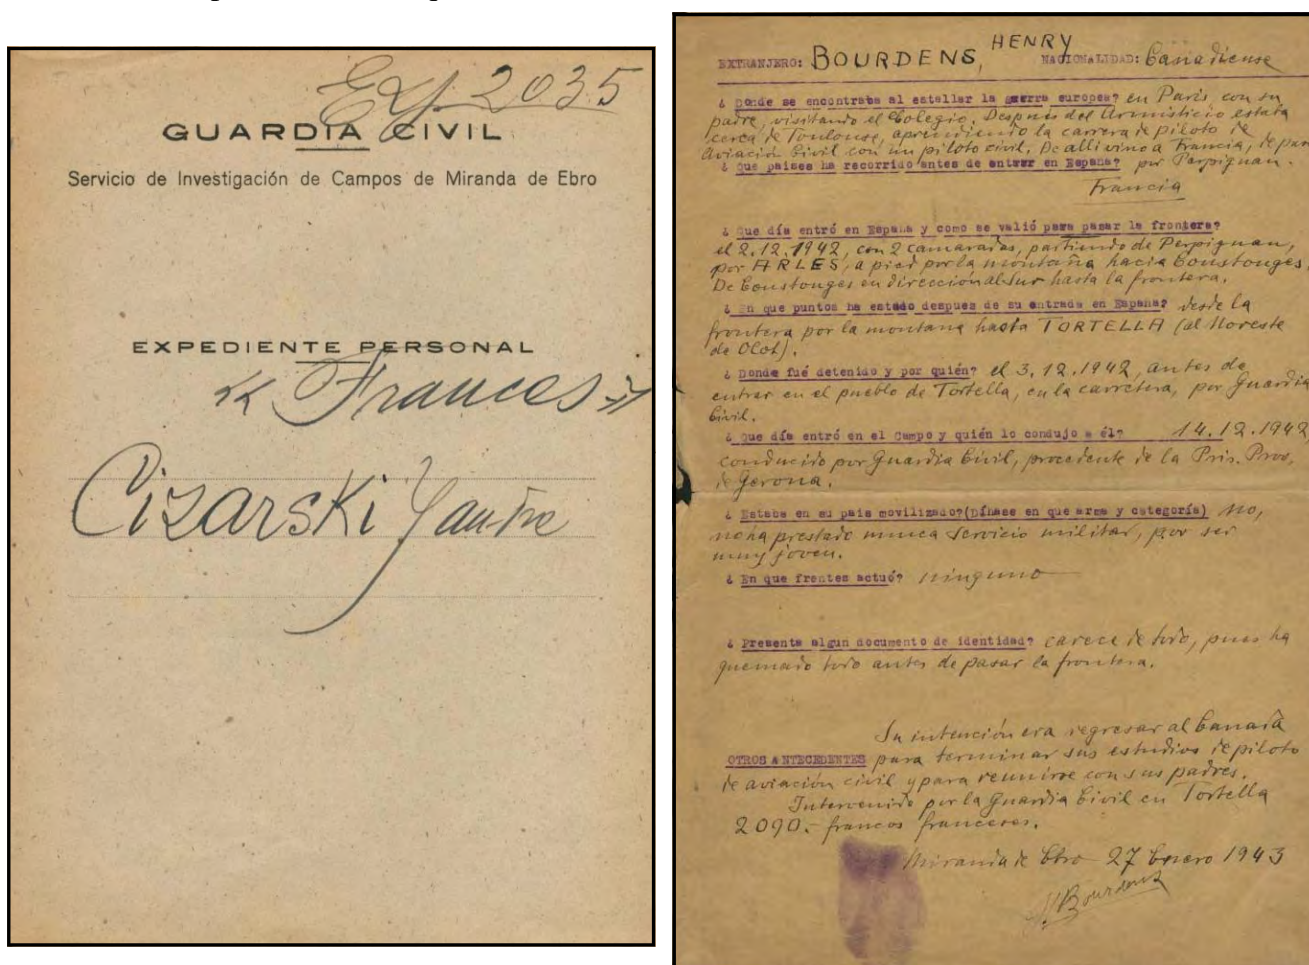 Ex. 2035
GUARDIA CIVIL
Servicio de Investigación de Campos de Miranda de Ebro
EXPEDIENTE PERSONAL
« Frances »
Cizarski
EXTRANJERO: BOURDENS, HENRY NACIONALIDAD: Canadiense
¿ Donde se encontraba al estallar la guerra europea? en Paris con su
padre, visitando el Colegio. Despues del Armisticio estaba
cerca de Toulouse, aprendiendo la carrera de piloto de
Aviación Civil con un piloto civil. De alli vino a Francia,
¿ Que paises ha recorrido antes de entrar en España? por Parpignan.
Francia
¿ Que día entró en España y como se valió para pasar la frontera?
el 2.12.1942, con 2 camaradas, partiendo de Perpignan,
por ARLES, a pied por la montaña hacia Coustouges.
De Coustouges en dirección al Sur hasta la frontera.
¿ En que puntos ha estado despues de su entrada en España? desde la
frontera por la montana hasta TORTELLA (al Noreste
de Olot).
¿ Donde fué detenido y por quién? el 3.12.1942, antes de
entrar en el pueblo de Tortella, en la carretera, por Guardia
Civil.
¿ Que día entró en el Campo y quién lo condujo a él? 14.12.1942,
conducido por Guardia Civil, procedente de la Pris. Prov.
de Gerona.
¿ Estaba en su pais movilizado?(Díhase en que arma y categoría) No,
no ha prestado nunca servicio militar, por ser
muy joven.
¿ En que frentes actuó? ninguno
¿ Presenta algun documento de identidad? carece de todo, pues ha
quemado todo antes de pasar la frontera.
Su intención era regresar al Canadá
OTROS ANTECEDENTES para terminar sus estudios de piloto
de aviación civil y para reunirse con sus padres.
Intervenido por la Guardia Civil en Tortella
2090.- francos franceses.
Miranda de Ebro 27 Enero 1943
H. Bourdens